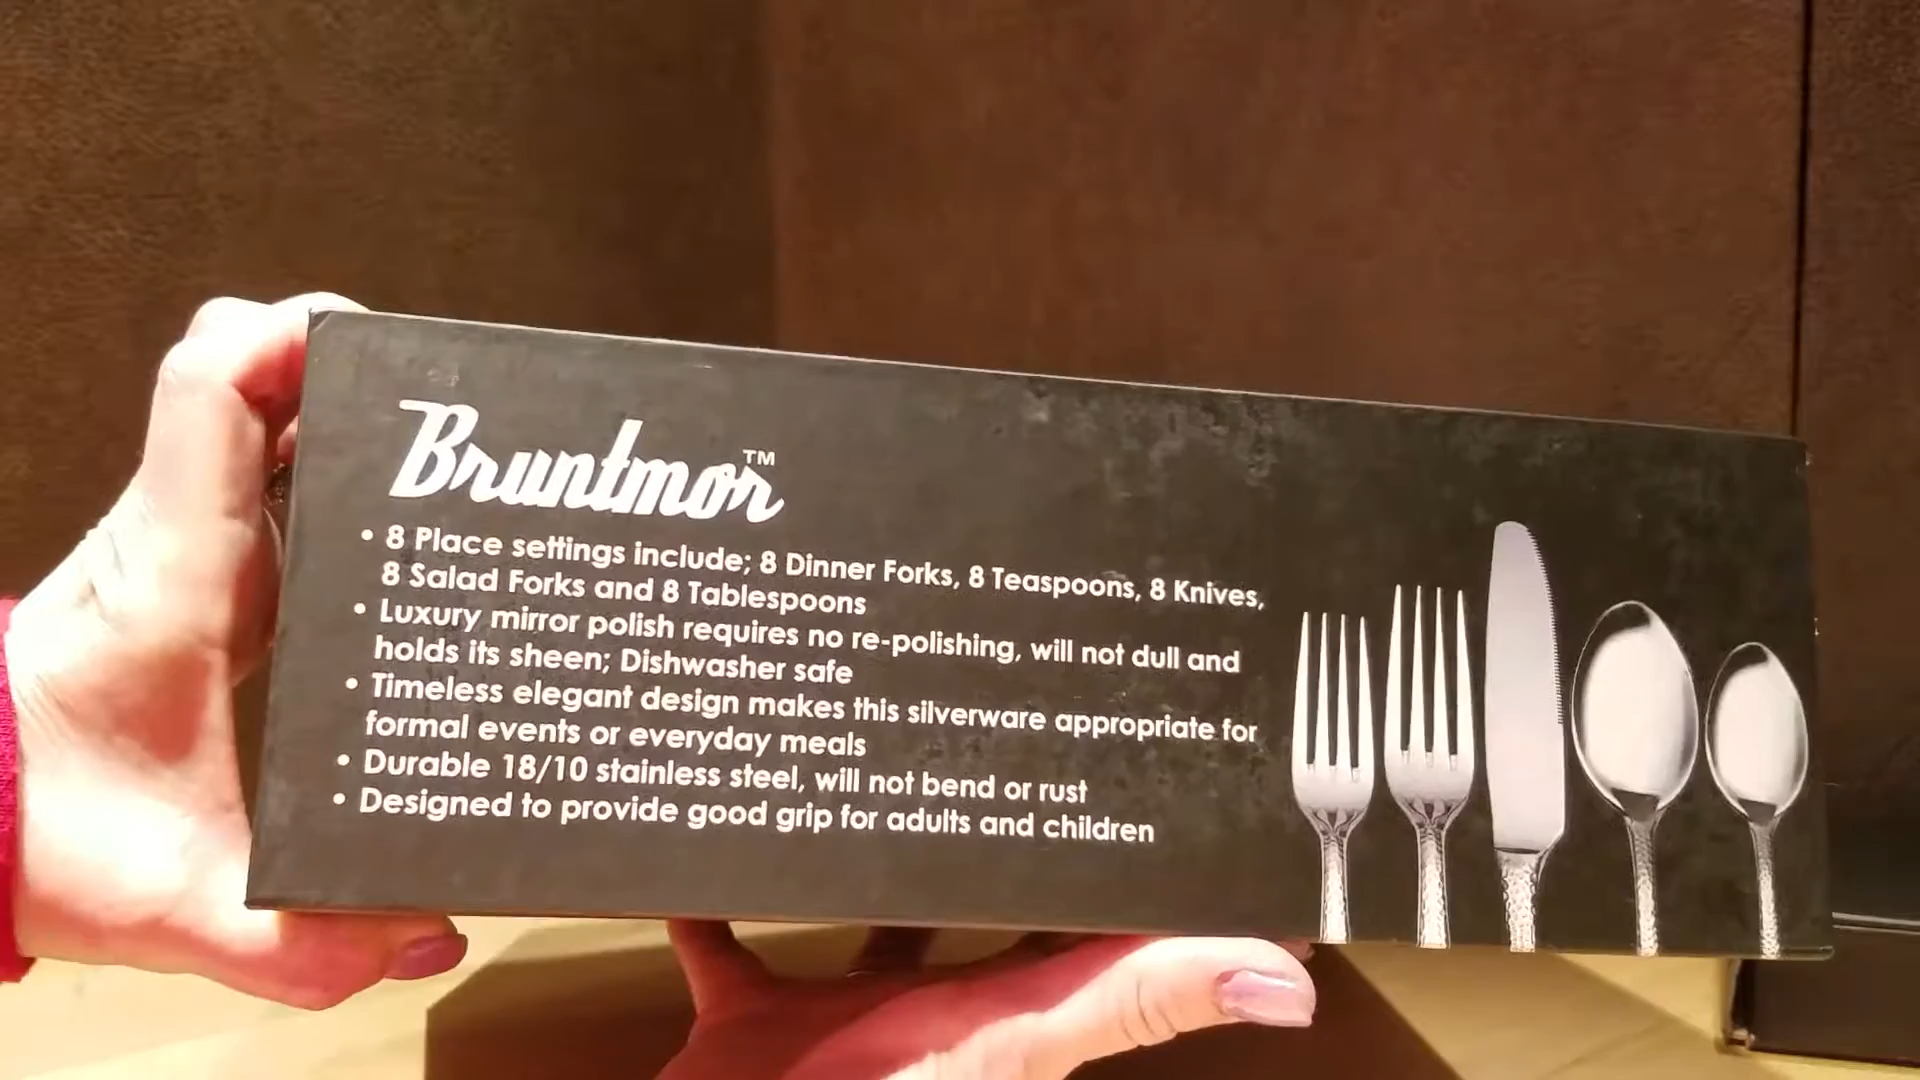 Bruntmor™
• 8 Place settings include; 8 Dinner Forks, 8 Teaspoons, 8 Knives,
8 Salad Forks and 8 Tablespoons
• Luxury mirror polish requires no re-polishing, will not dull and
holds its sheen; Dishwasher safe
• Timeless elegant design makes this silverware appropriate for
formal events or everyday meals
• Durable 18/10 stainless steel, will not bend or rust
• Designed to provide good grip for adults and children